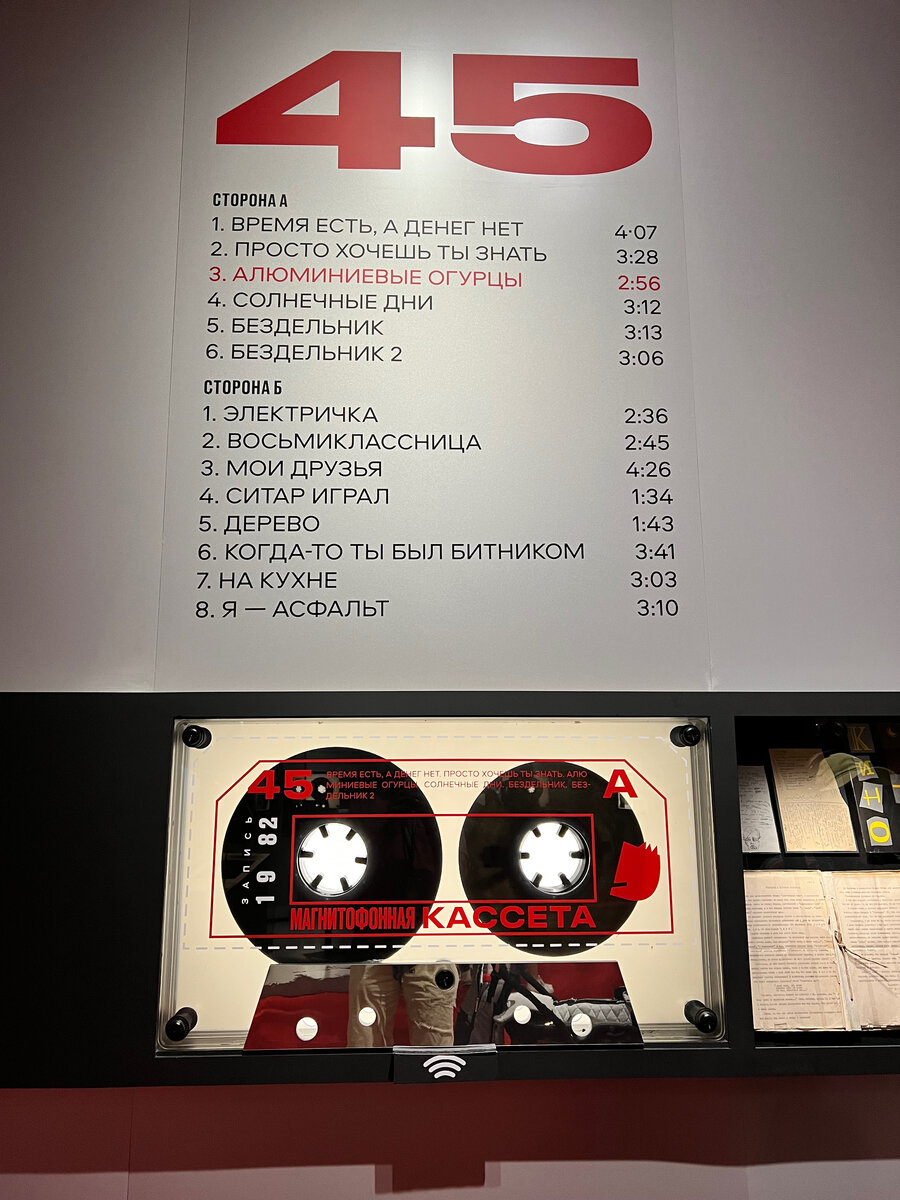 45
СТОРОНА А
1. ВРЕМЯ ЕСТЬ, А ДЕНЕГ НЕТ 4:07
2. ПРОСТО ХОЧЕШЬ ТЫ ЗНАТЬ 3:28
3. АЛЮМИНИЕВЫЕ ОГУРЦЫ 2:56
4. СОЛНЕЧНЫЕ ДНИ 3:12
5. БЕЗДЕЛЬНИК 3:13
6. БЕЗДЕЛЬНИК 2 3:06
СТОРОНА Б
1. ЭЛЕКТРИЧКА 2:36
2. ВОСЬМИКЛАССНИЦА 2:45
3. МОИ ДРУЗЬЯ 4:26
4. СИТАР ИГРАЛ 1:34
5. ДЕРЕВО 1:43
6. КОГДА-ТО ТЫ БЫЛ БИТНИКОМ 3:41
7. НА КУХНЕ 3:03
8. Я — АСФАЛЬТ 3:10
45
ВРЕМЯ ЕСТЬ, А ДЕНЕГ НЕТ. ПРОСТО ХОЧЕШЬ ТЫ ЗНАТЬ. АЛЮ
МИНИЕВЫЕ ОГУРЦЫ. СОЛНЕЧНЫЕ ДНИ. БЕЗДЕЛЬНИК. БЕЗ-
ДЕЛЬНИК 2
А
ЗАПИСЬ
1982
МАГНИТОФОННАЯ КАССЕТА
К
И
Н
О